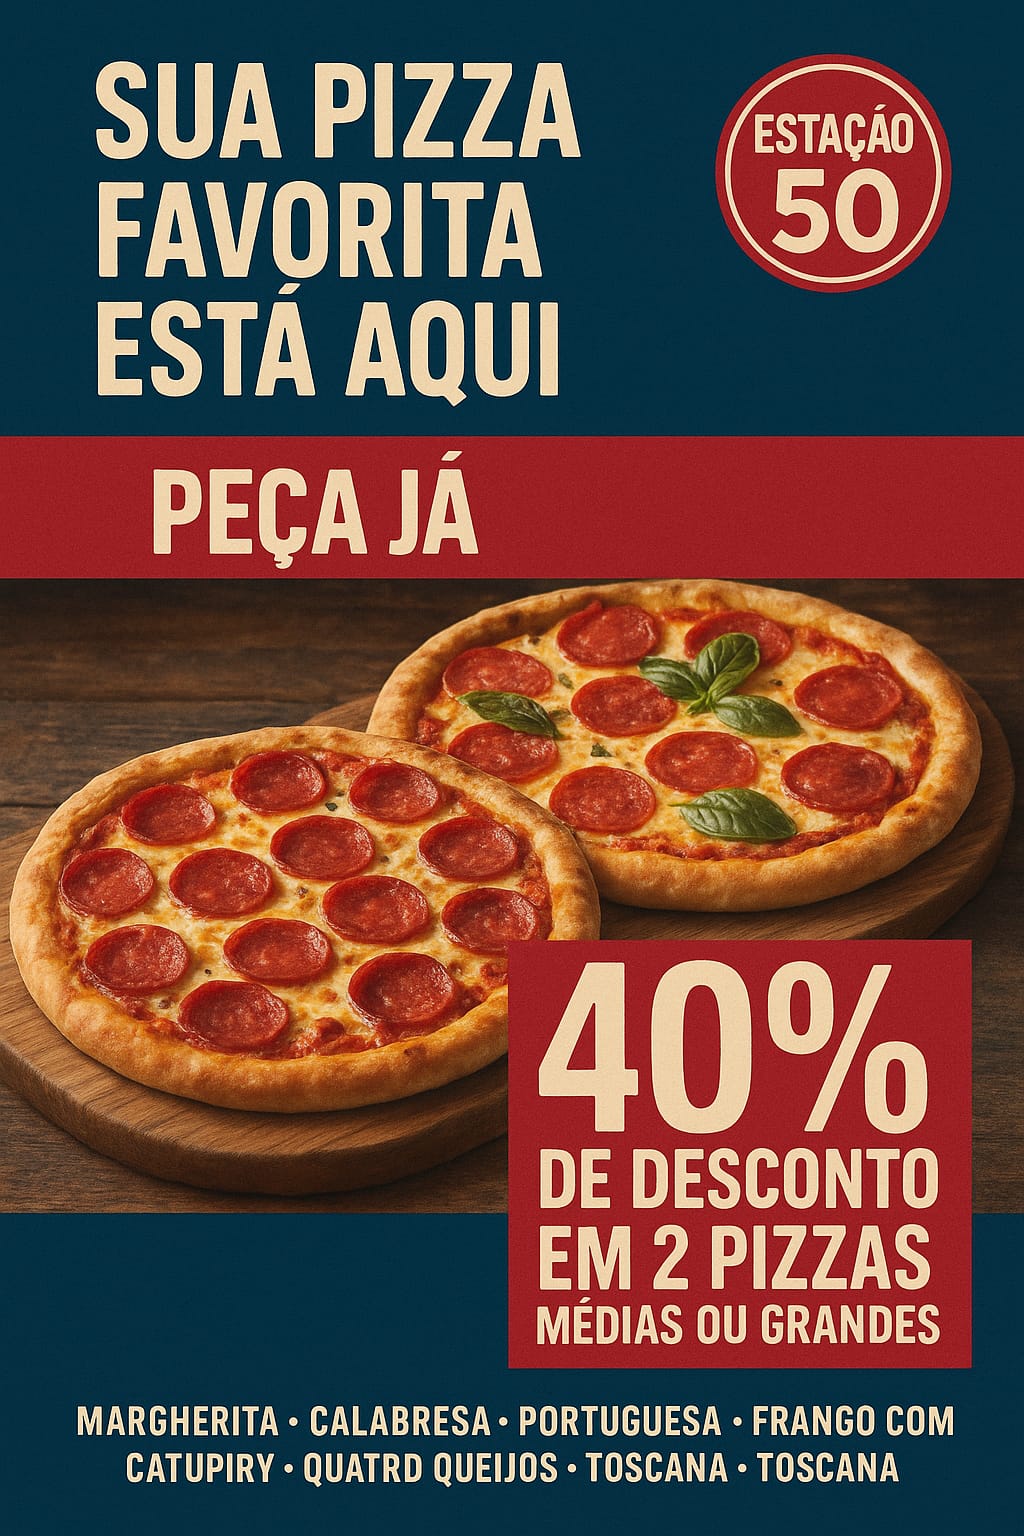 SUA PIZZA
FAVORITA
ESTÁ AQUI
ESTAÇÁO
50
PEÇA JÁ
40%
DE DESCONTO
EM 2 PIZZAS
MÉDIAS OU GRANDES
MARGHERITA • CALABRESA • PORTUGUESA • FRANGO COM
CATUPIRY • QUATRD QUEIJOS • TOSCANA • TOSCANA